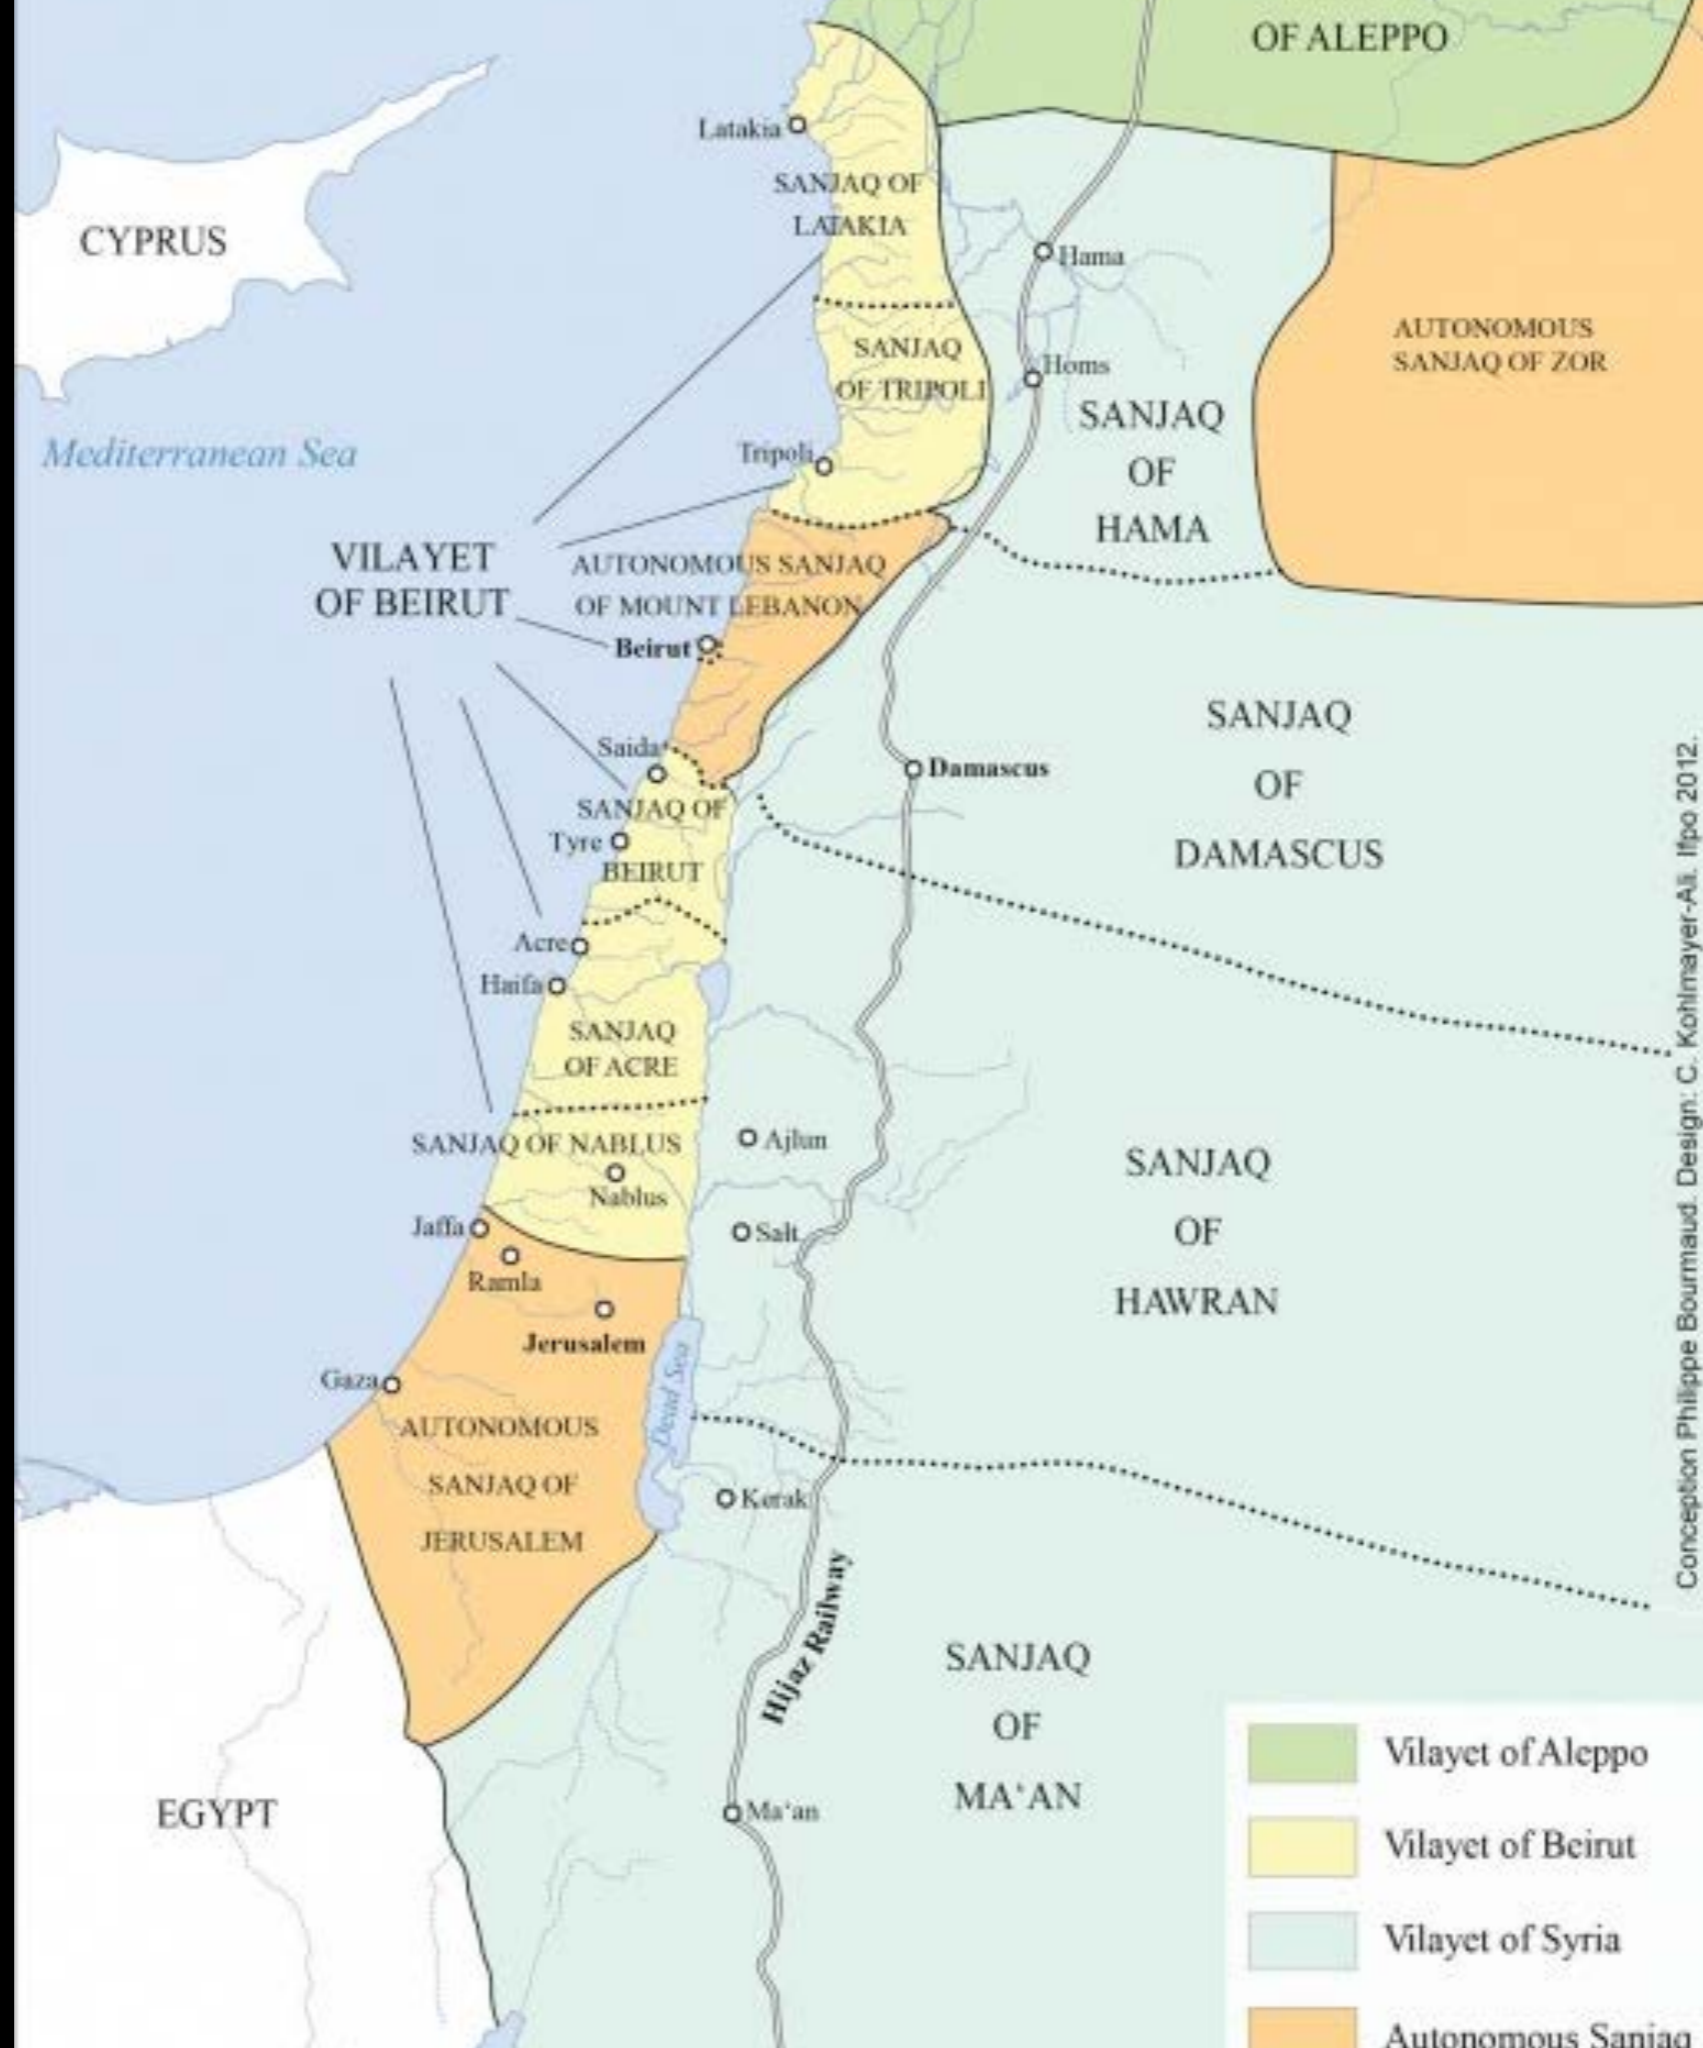 OF ALEPPO
Latakia
SANJAQ OF
LATAKIA
CYPRUS
Hama
AUTONOMOUS
SANJAQ OF ZOR
SANJAQ
OF TRIPOLI
Homs
SANJAQ
OF
HAMA
Mediterranean Sea
Tripoli
VILAYET
OF BEIRUT
AUTONOMOUS SANJAQ
OF MOUNT LEBANON
Beirut
SANJAQ
OF
DAMASCUS
Saida
Damascus
SANJAQ OF
BEIRUT
Tyre
Acre
Haifa
SANJAQ
OF ACRE
SANJAQ OF NABLUS
Nablus
Ajlun
SANJAQ
OF
HAWRAN
Jaffa
Salt
Ramla
Jerusalem
Gaza
Dead Sea
AUTONOMOUS
SANJAQ OF
JERUSALEM
Kerak
Hijaz Railway
SANJAQ
OF
MA‘AN
EGYPT
Ma‘an
Vilayet of Aleppo
Vilayet of Beirut
Vilayet of Syria
Autonomous Sanjaq
Conception Philippe Bourmaud. Design: C. Kohlmayer-Ali. Ifpo 2012.